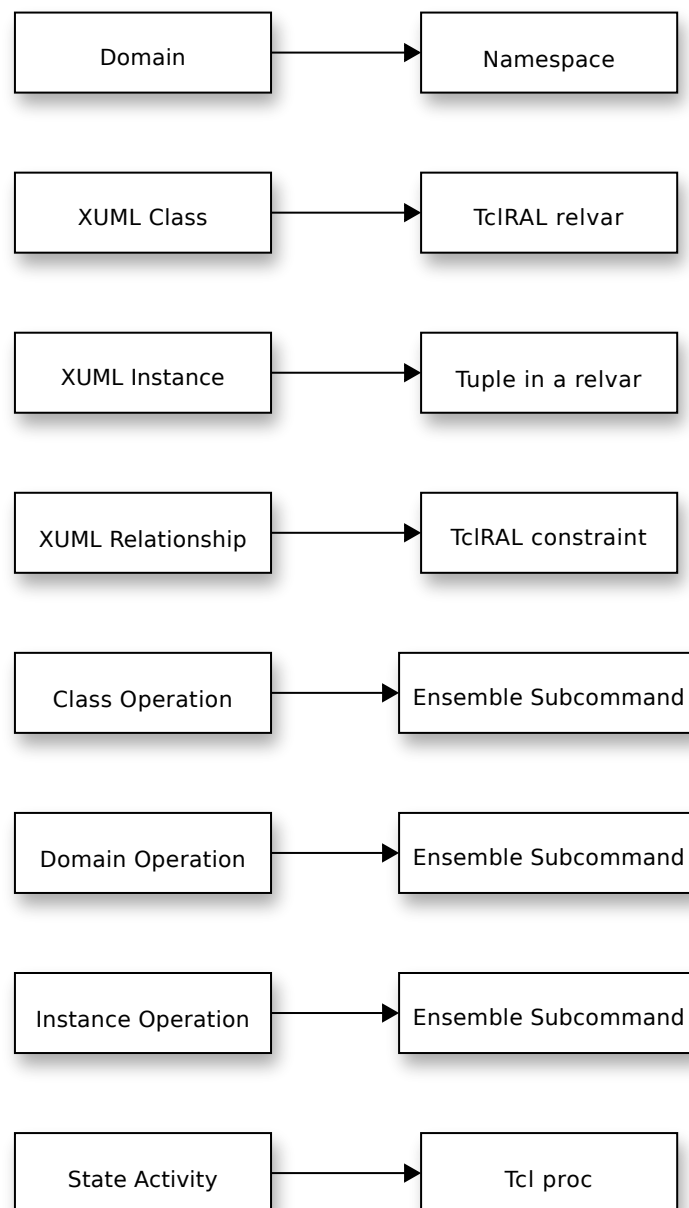 Domain
Namespace
XUML Class
TclRAL relvar
XUML Instance
Tuple in a relvar
XUML Relationship
TclRAL constraint
Class Operation
Ensemble Subcommand
Domain Operation
Ensemble Subcommand
Instance Operation
Ensemble Subcommand
State Activity
Tcl proc